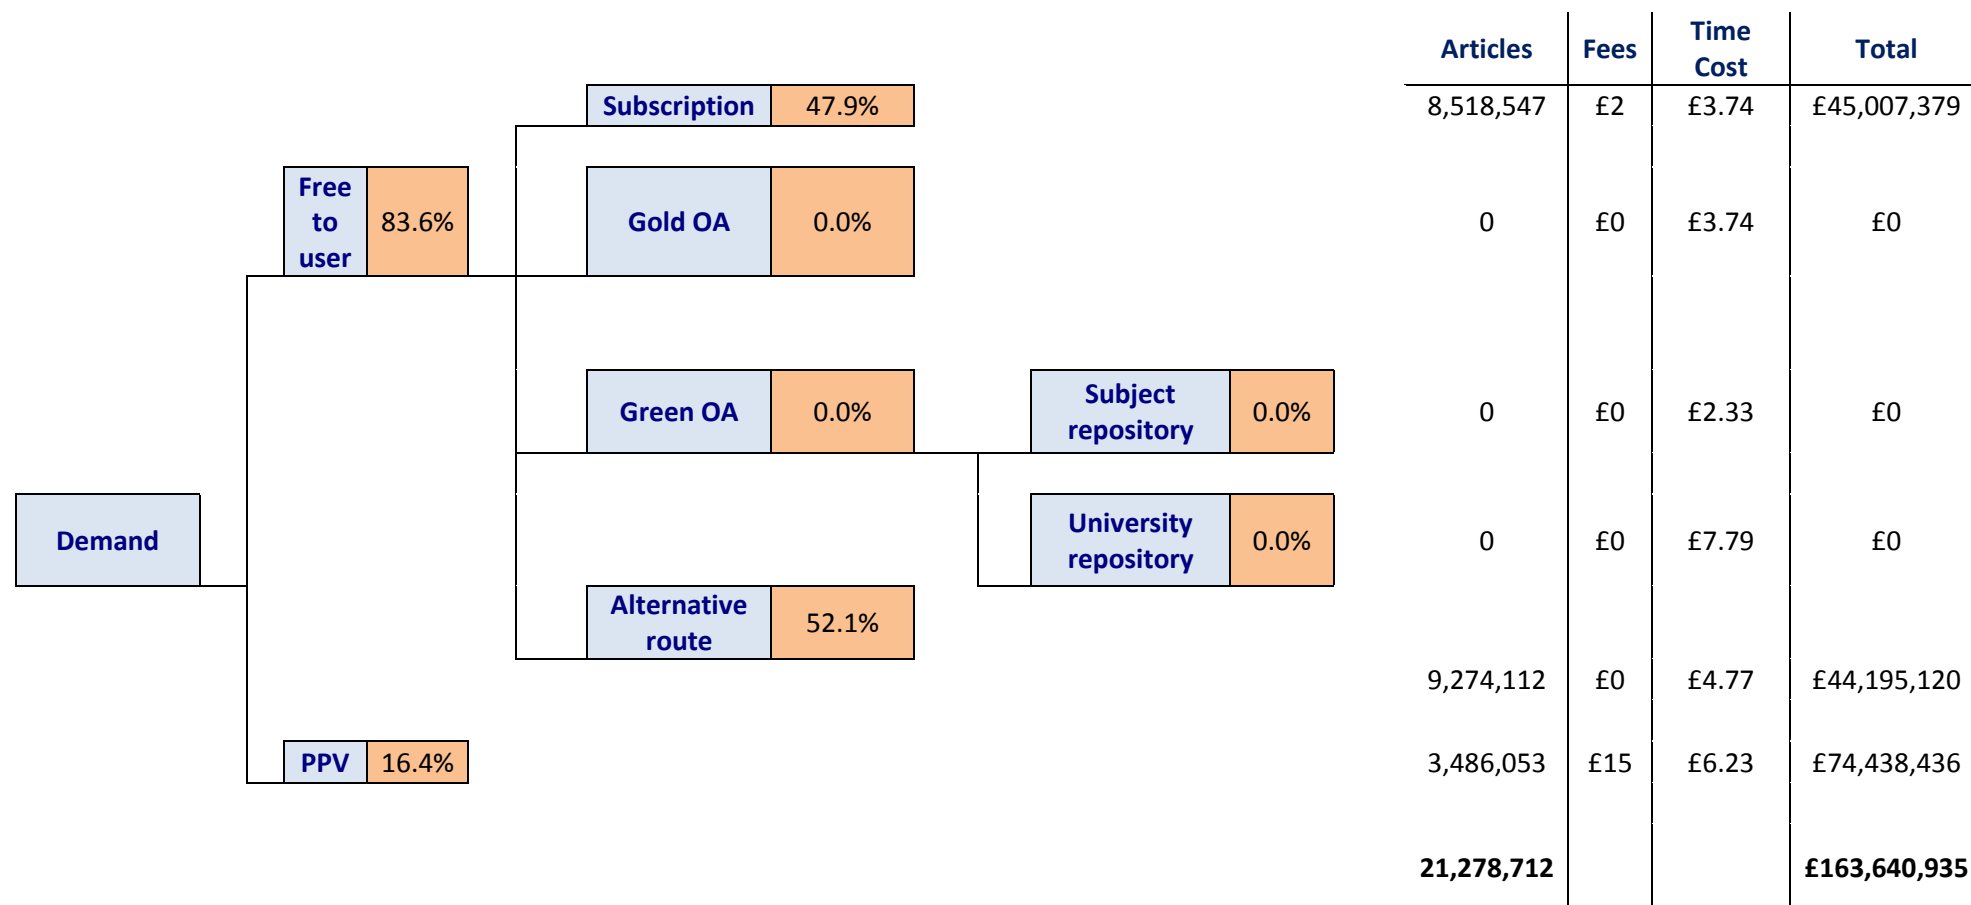 Articles Fees Time Cost Total
Subscription 47.9% 8,518,547 £2 £3.74 £45,007,379
Free to user 83.6% Gold OA 0.0% 0 £0 £3.74 £0
Green OA 0.0% Subject repository 0.0% 0 £0 £2.33 £0
Demand University repository 0.0% 0 £0 £7.79 £0
Alternative route 52.1%
9,274,112 £0 £4.77 £44,195,120
PPV 16.4% 3,486,053 £15 £6.23 £74,438,436
21,278,712 £163,640,935